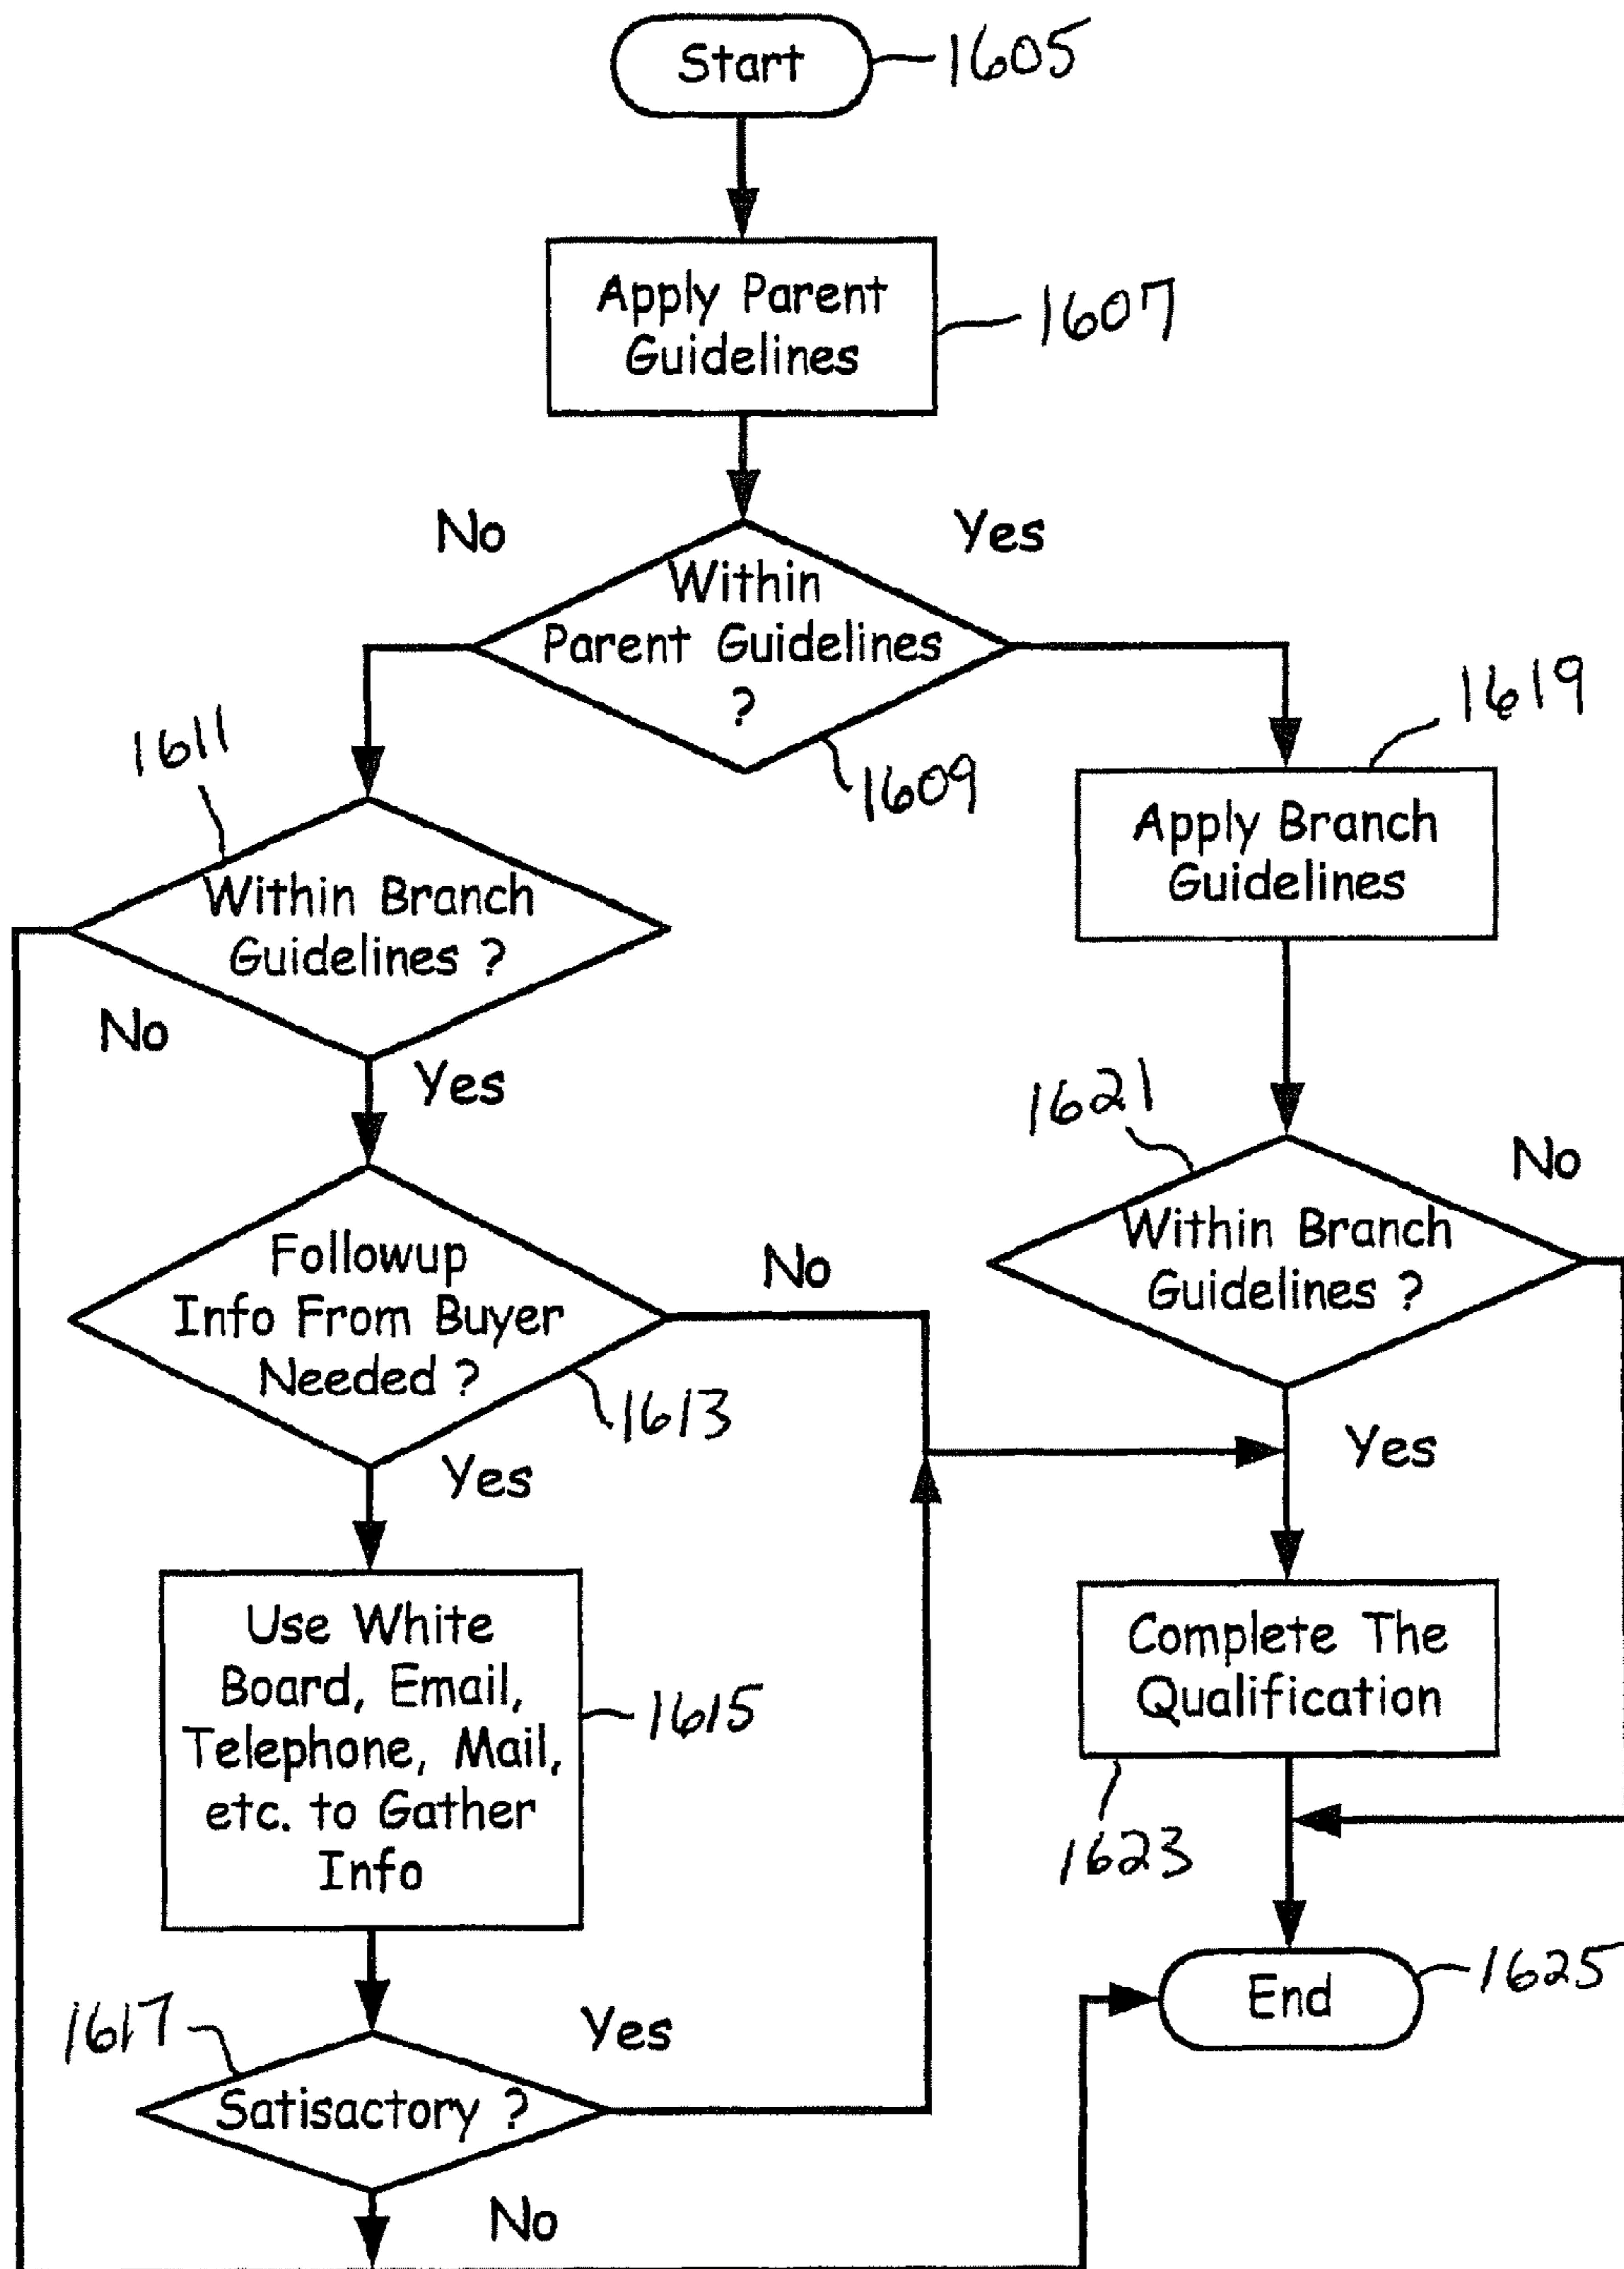 Start
1605
Apply Parent
Guidelines
1607
No
Yes
Within
Parent Guidelines
?
1609
1611
1619
Within Branch
Guidelines ?
Apply Branch
Guidelines
No
Yes
1621
No
Followup
Info From Buyer
Needed ?
No
1613
Within Branch
Guidelines ?
Yes
Yes
Use White
Board, Email,
Telephone, Mail,
etc. to Gather
Info
1615
Complete The
Qualification
1623
1617
Yes
Satisactory ?
No
End
1625